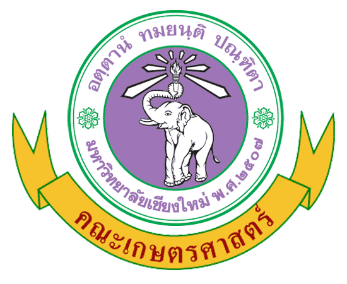 อตฺตานํ ทมยนฺติ ปณฺฑิตา
มหาวิทยาลัยเชียงใหม่ พ.ศ.๒๕๐๗
คณะเกษตรศาสตร์